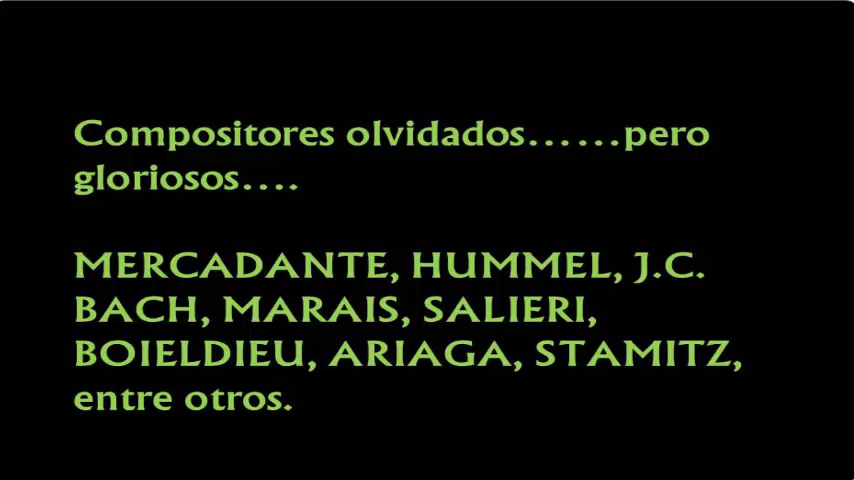 Compositores olvidados……pero
gloriosos….
MERCADANTE, HUMMEL, J.C.
BACH, MARAIS, SALIERI,
BOIELDIEU, ARIAGA, STAMITZ,
entre otros.